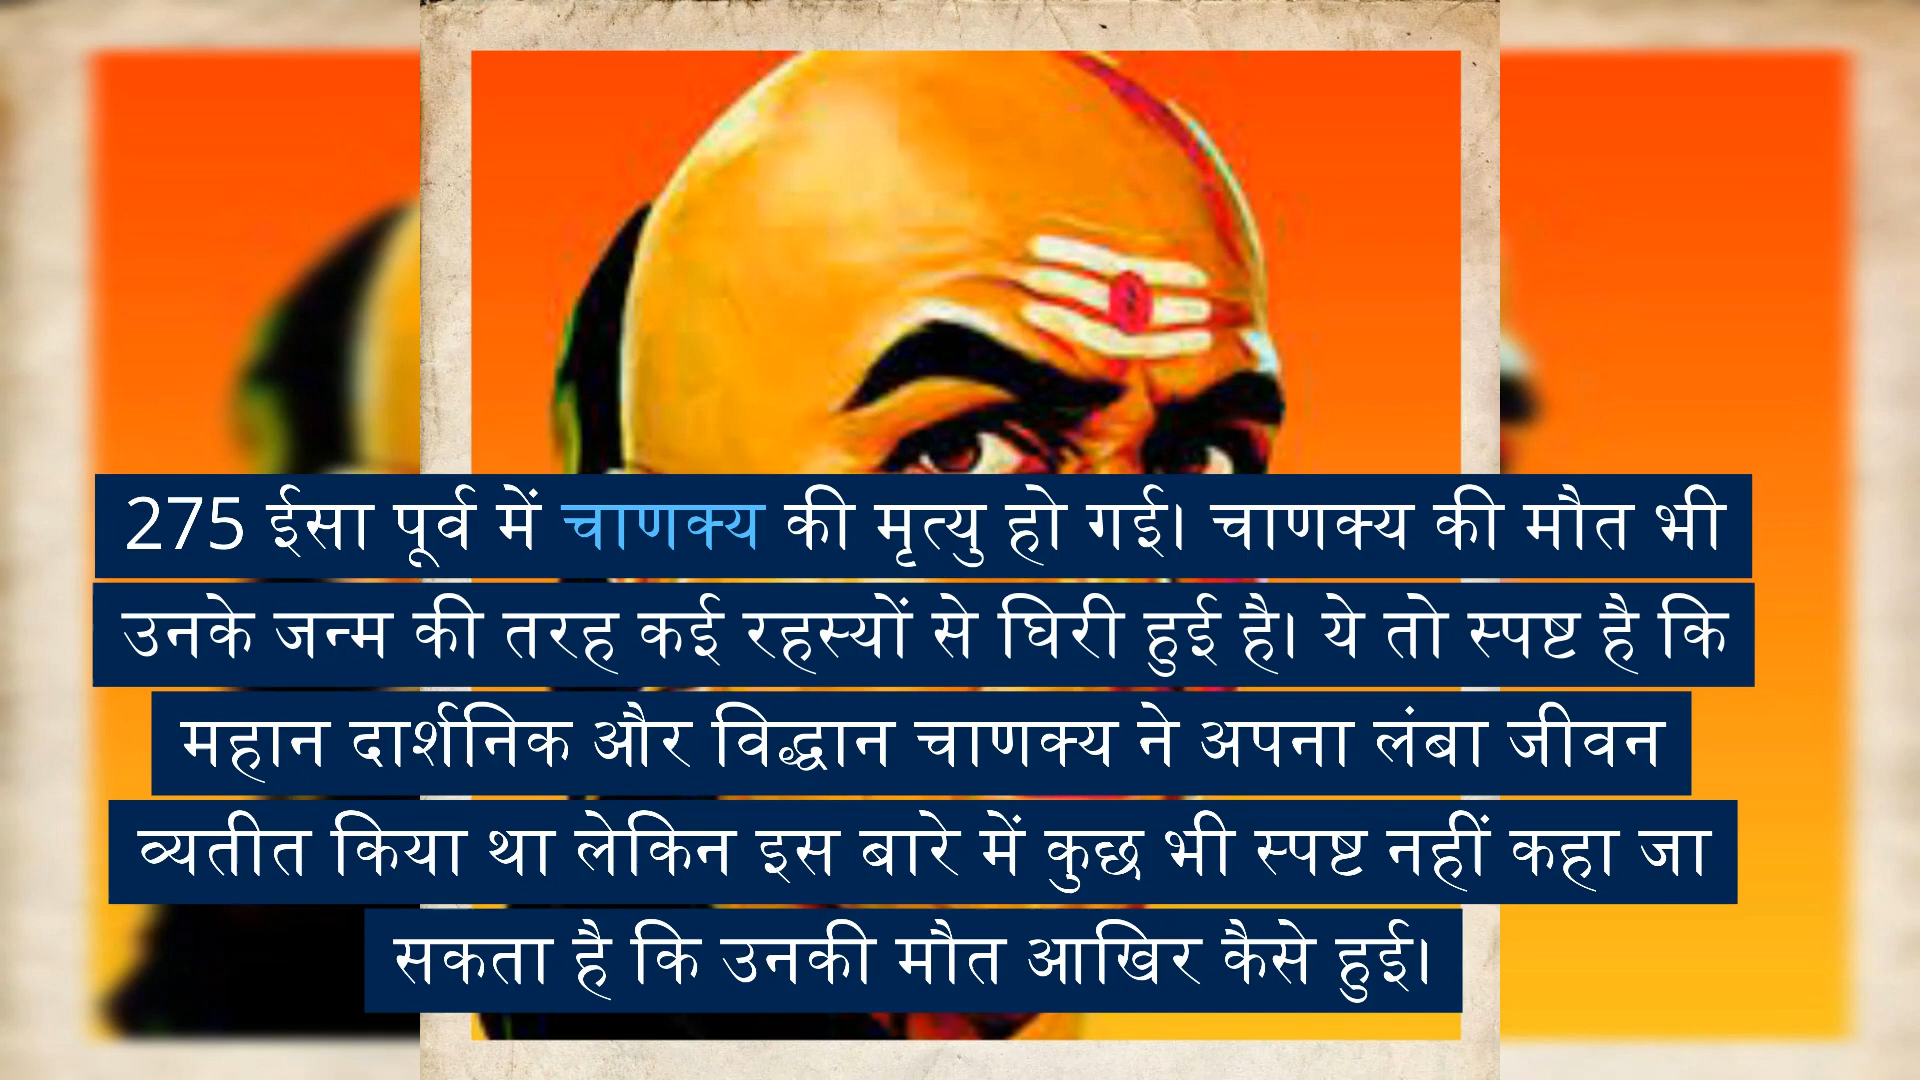 275 ईसा पूर्व में चाणक्य की मृत्यु हो गई। चाणक्य की मौत भी
उनके जन्म की तरह कई रहस्यों से घिरी हुई है। ये तो स्पष्ट है कि
महान दार्शनिक और विद्धान चाणक्य ने अपना लंबा जीवन
व्यतीत किया था लेकिन इस बारे में कुछ भी स्पष्ट नहीं कहा जा
सकता है कि उनकी मौत आखिर कैसे हुई।